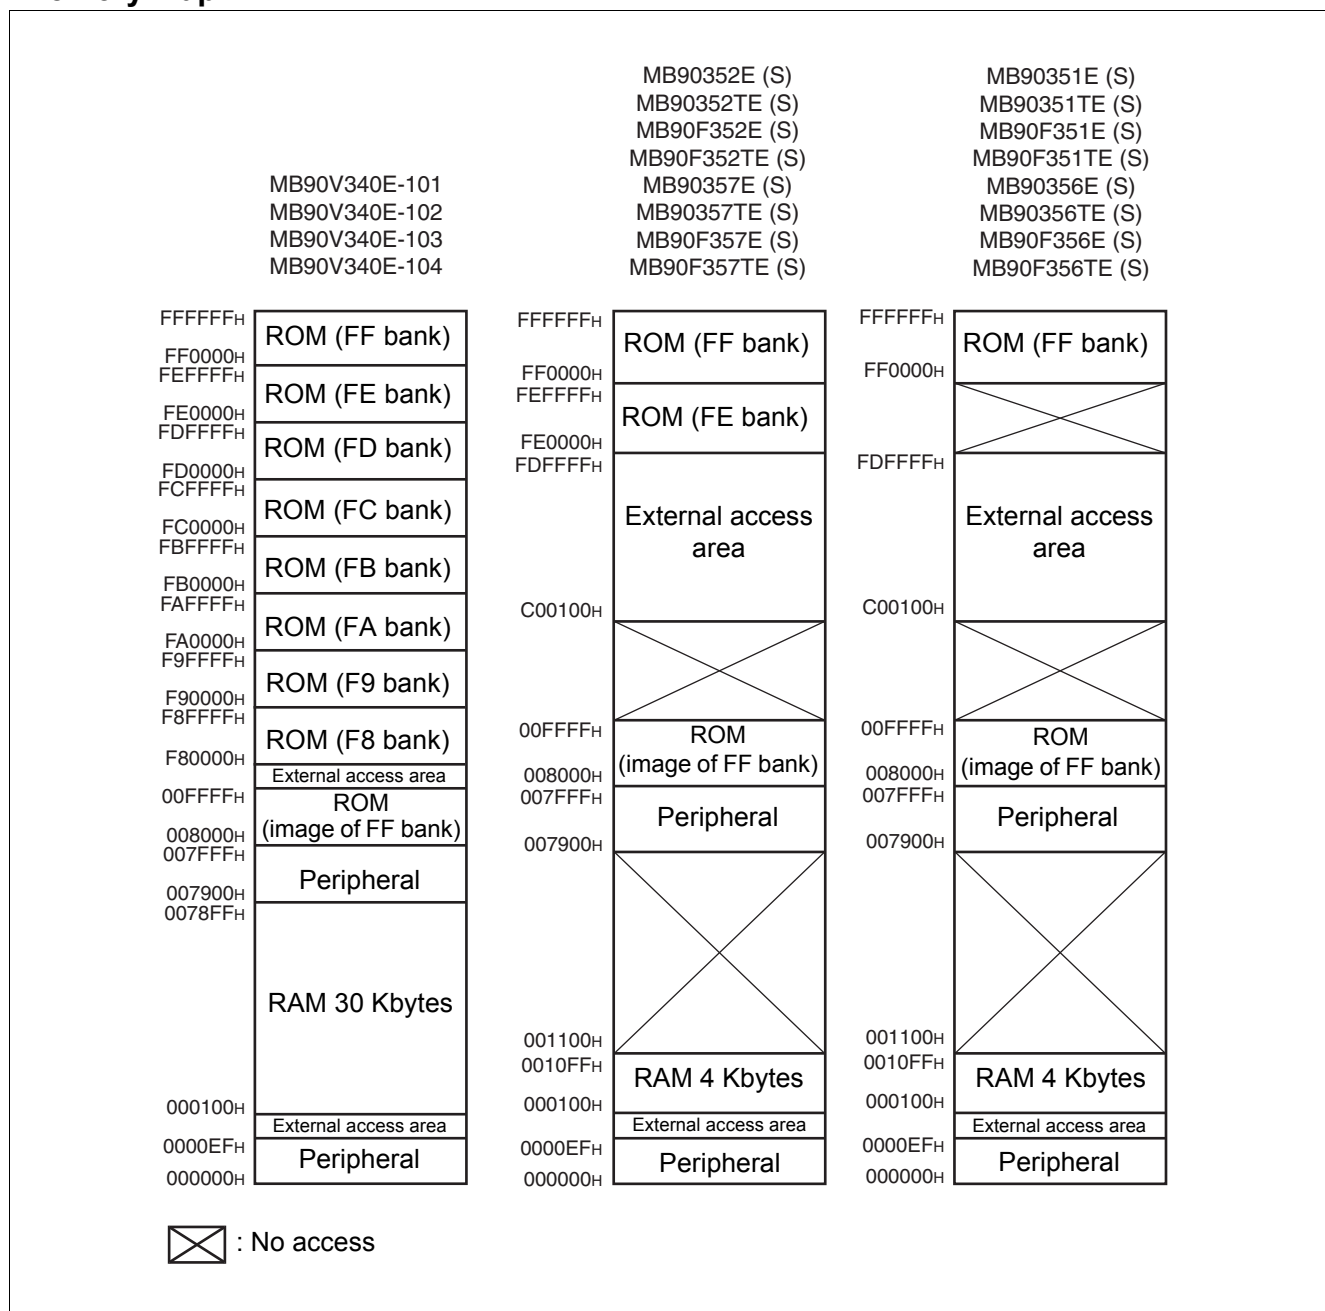 MB90V340E-101
MB90V340E-102
MB90V340E-103
MB90V340E-104
FFFFFFH
ROM (FF bank)
FF0000H
FEFFFFH
ROM (FE bank)
FE0000H
FDFFFFH
ROM (FD bank)
FD0000H
FCFFFFH
ROM (FC bank)
FC0000H
FBFFFFH
ROM (FB bank)
FB0000H
FAFFFFH
ROM (FA bank)
FA0000H
F9FFFFH
ROM (F9 bank)
F90000H
F8FFFFH
ROM (F8 bank)
F80000H
External access area
00FFFFH
ROM
(image of FF bank)
008000H
007FFFH
Peripheral
007900H
0078FFH
RAM 30 Kbytes
000100H
External access area
0000EFH
Peripheral
000000H
MB90352E (S)
MB90352TE (S)
MB90F352E (S)
MB90F352TE (S)
MB90357E (S)
MB90357TE (S)
MB90F357E (S)
MB90F357TE (S)
FFFFFFH
ROM (FF bank)
FF0000H
FEFFFFH
ROM (FE bank)
FE0000H
FDFFFFH
External access
area
C00100H
00FFFFH
ROM
(image of FF bank)
008000H
007FFFH
Peripheral
007900H
001100H
0010FFH
RAM 4 Kbytes
000100H
External access area
0000EFH
Peripheral
000000H
MB90351E (S)
MB90351TE (S)
MB90F351E (S)
MB90F351TE (S)
MB90356E (S)
MB90356TE (S)
MB90F356E (S)
MB90F356TE (S)
FFFFFFH
ROM (FF bank)
FF0000H
FDFFFFH
External access
area
C00100H
00FFFFH
ROM
(image of FF bank)
008000H
007FFFH
Peripheral
007900H
001100H
0010FFH
RAM 4 Kbytes
000100H
External access area
0000EFH
Peripheral
000000H
: No access